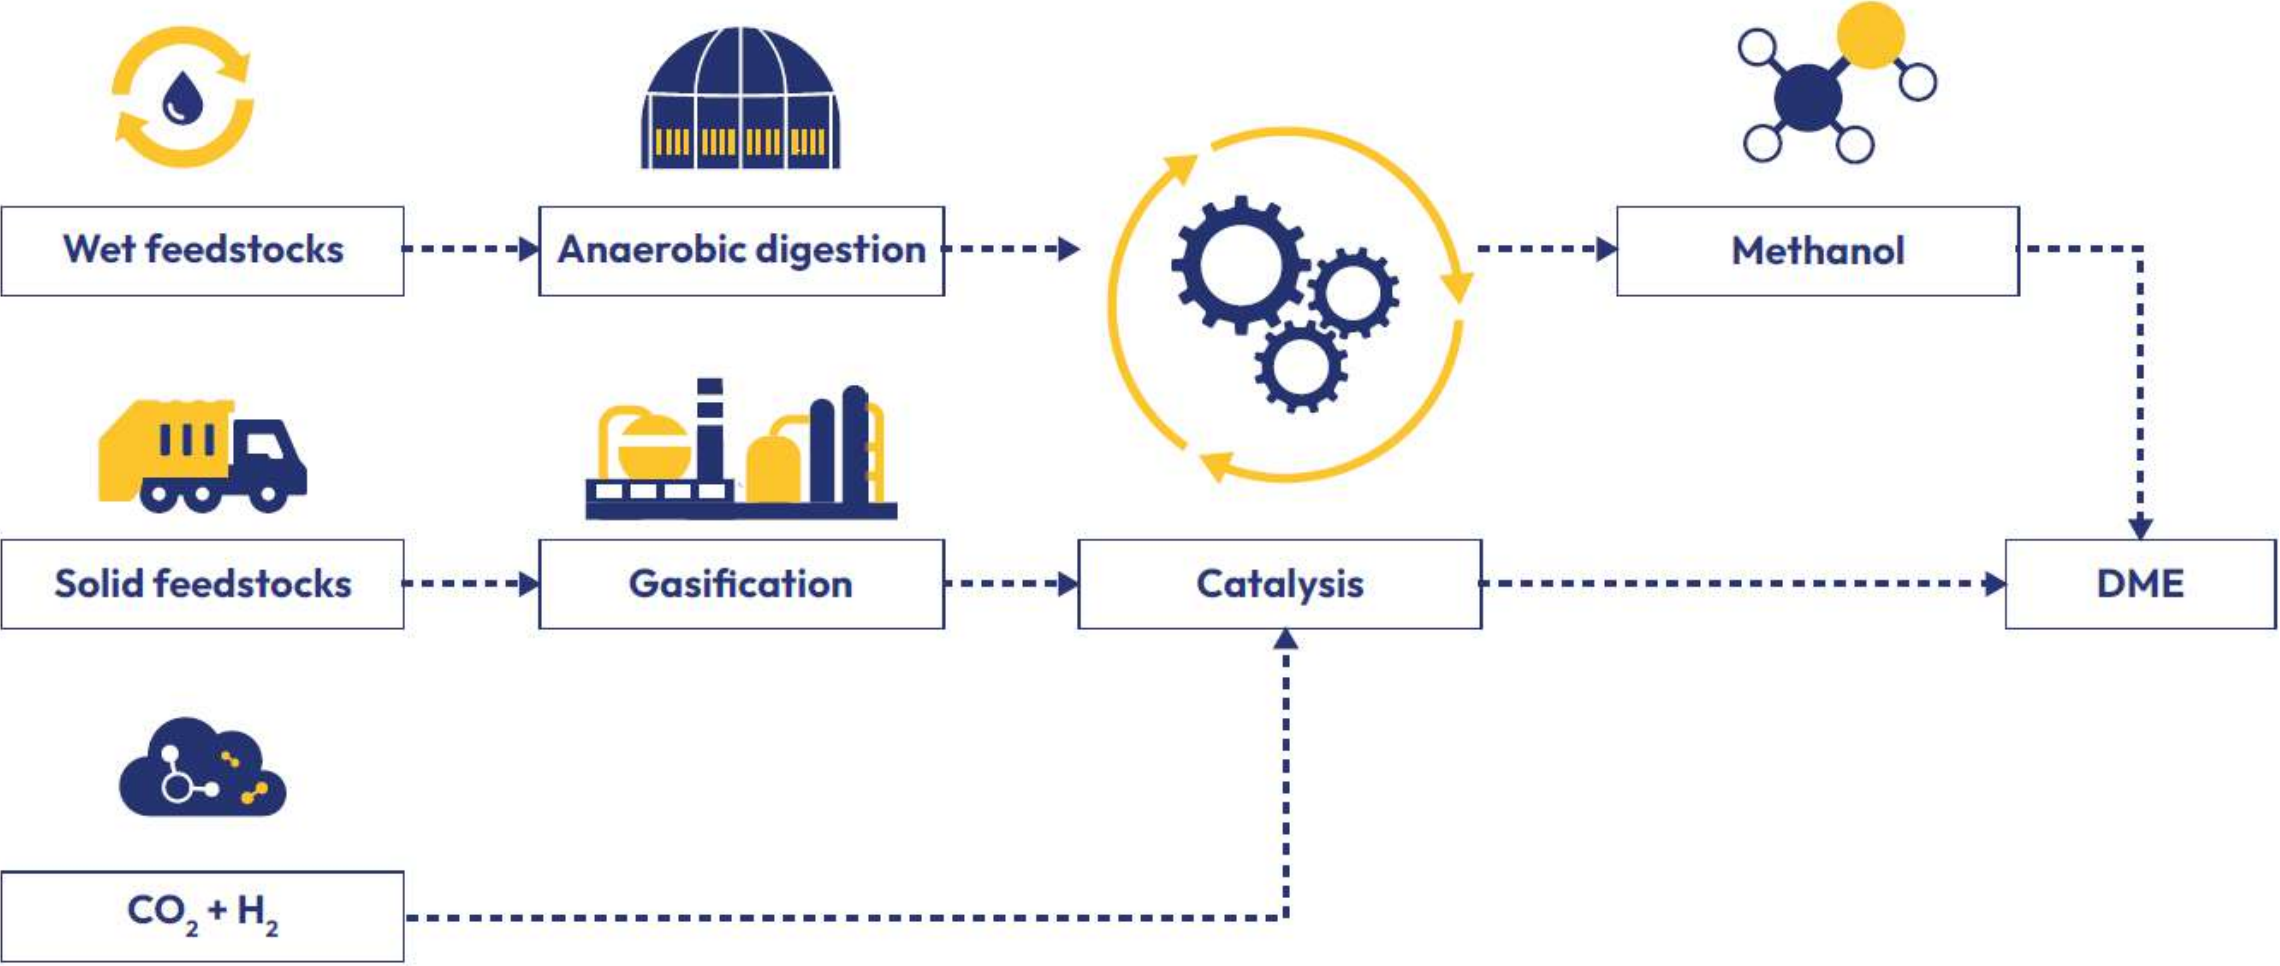 Wet feedstocks
Anaerobic digestion
Methanol
Solid feedstocks
Gasification
Catalysis
DME
CO₂ + H₂